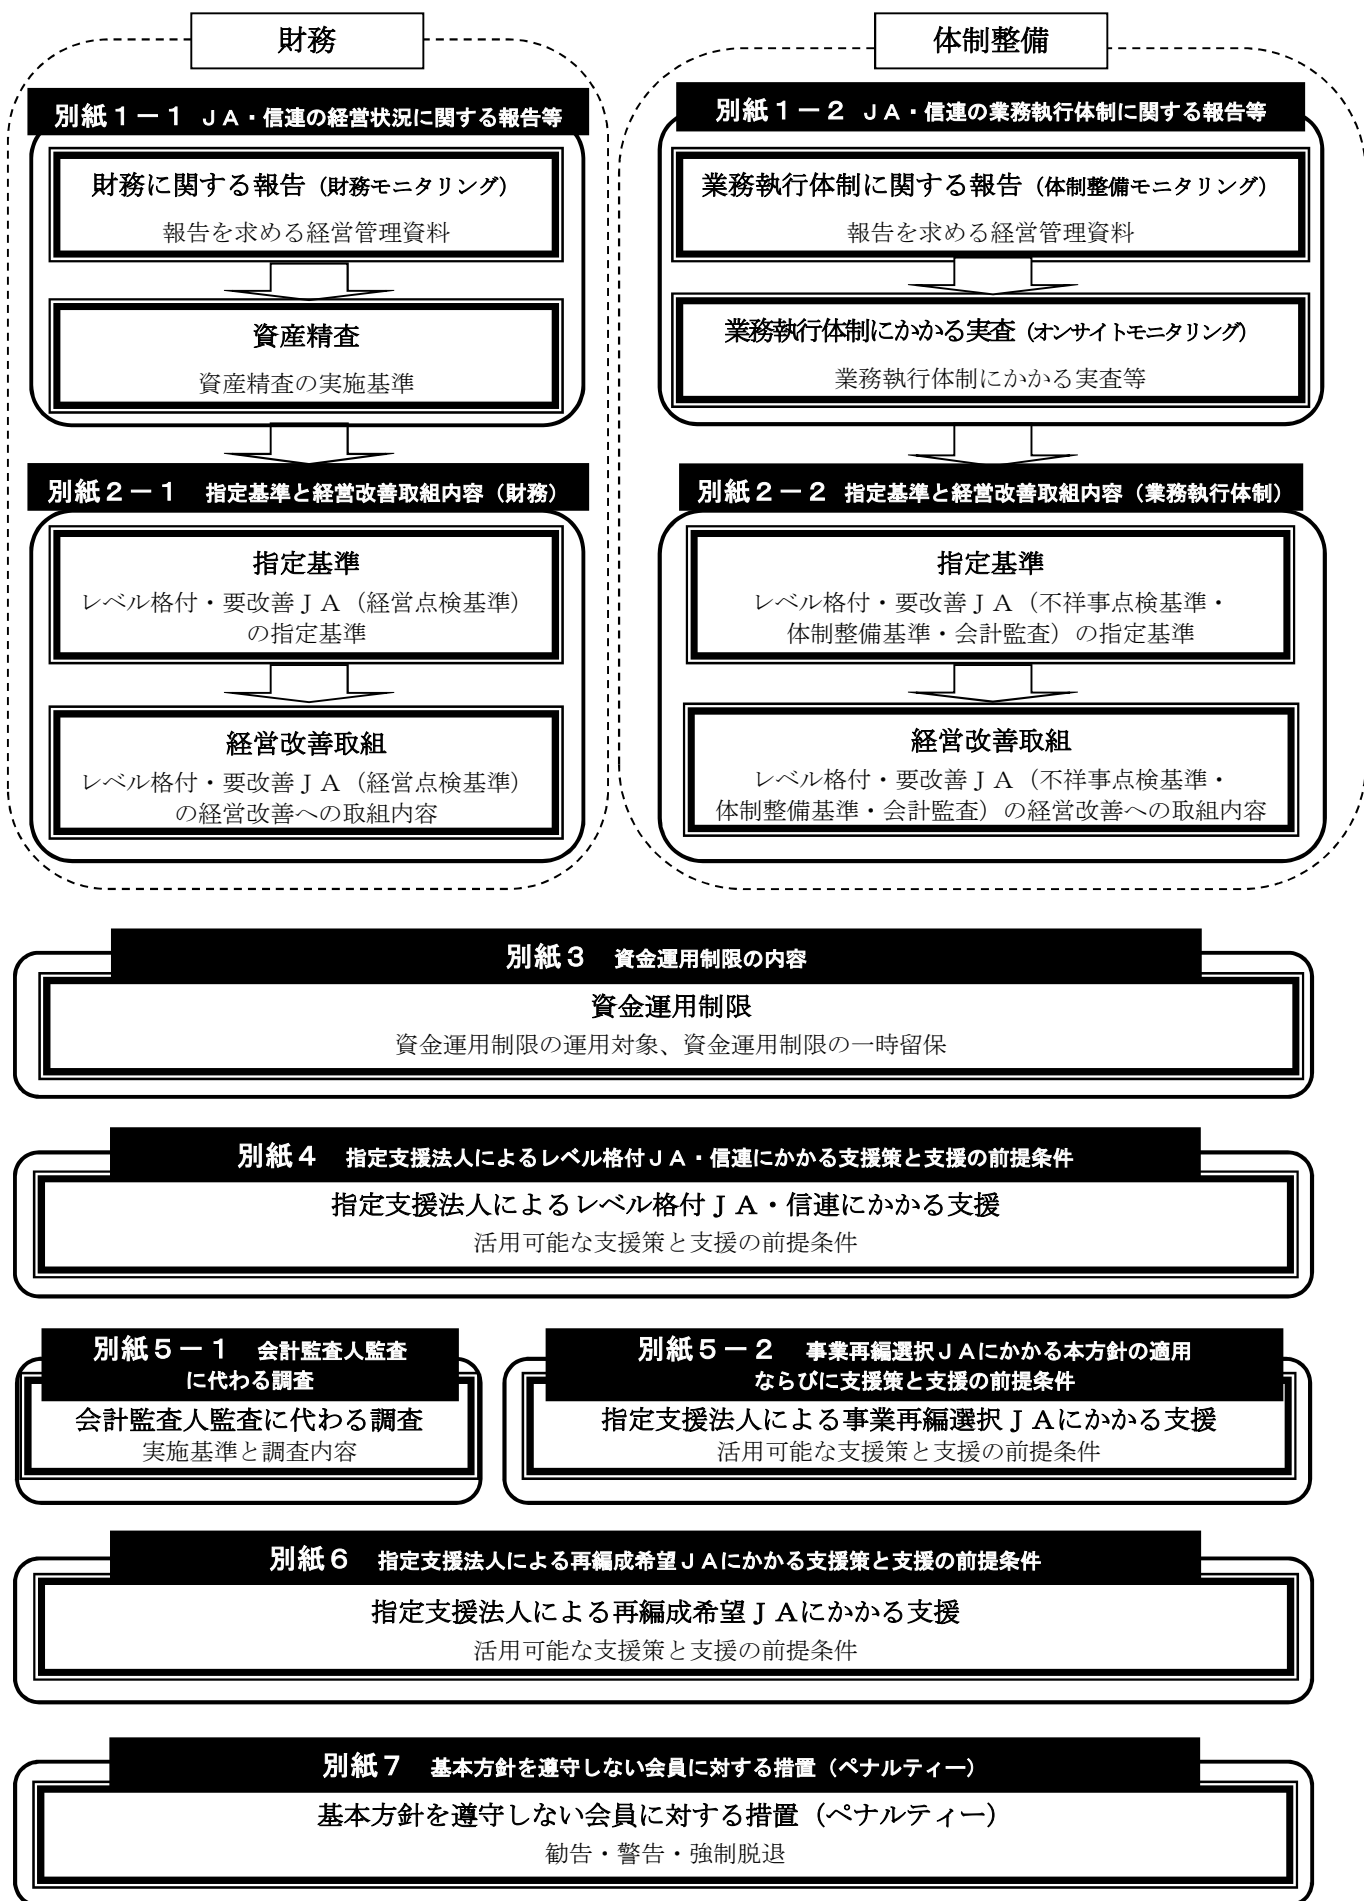 財務
別紙１－１ ＪＡ・信連の経営状況に関する報告等
財務に関する報告（財務モニタリング）
報告を求める経営管理資料
資産精査
資産精査の実施基準
別紙２－１ 指定基準と経営改善取組内容（財務）
指定基準
レベル格付・要改善ＪＡ（経営点検基準）
の指定基準
経営改善取組
レベル格付・要改善ＪＡ（経営点検基準）
の経営改善への取組内容
体制整備
別紙１－２ ＪＡ・信連の業務執行体制に関する報告等
業務執行体制に関する報告（体制整備モニタリング）
報告を求める経営管理資料
業務執行体制にかかる実査（オンサイトモニタリング）
業務執行体制にかかる実査等
別紙２－２ 指定基準と経営改善取組内容（業務執行体制）
指定基準
レベル格付・要改善ＪＡ（不祥事点検基準・
体制整備基準・会計監査）の指定基準
経営改善取組
レベル格付・要改善ＪＡ（不祥事点検基準・
体制整備基準・会計監査）の経営改善への取組内容
別紙３ 資金運用制限の内容
資金運用制限
資金運用制限の運用対象、資金運用制限の一時留保
別紙４ 指定支援法人によるレベル格付ＪＡ・信連にかかる支援策と支援の前提条件
指定支援法人によるレベル格付ＪＡ・信連にかかる支援
活用可能な支援策と支援の前提条件
別紙５－１ 会計監査人監査
に代わる調査
会計監査人監査に代わる調査
実施基準と調査内容
別紙５－２ 事業再編選択ＪＡにかかる本方針の適用
ならびに支援策と支援の前提条件
指定支援法人による事業再編選択ＪＡにかかる支援
活用可能な支援策と支援の前提条件
別紙６ 指定支援法人による再編成希望ＪＡにかかる支援策と支援の前提条件
指定支援法人による再編成希望ＪＡにかかる支援
活用可能な支援策と支援の前提条件
別紙７ 基本方針を遵守しない会員に対する措置（ペナルティー）
基本方針を遵守しない会員に対する措置（ペナルティー）
勧告・警告・強制脱退